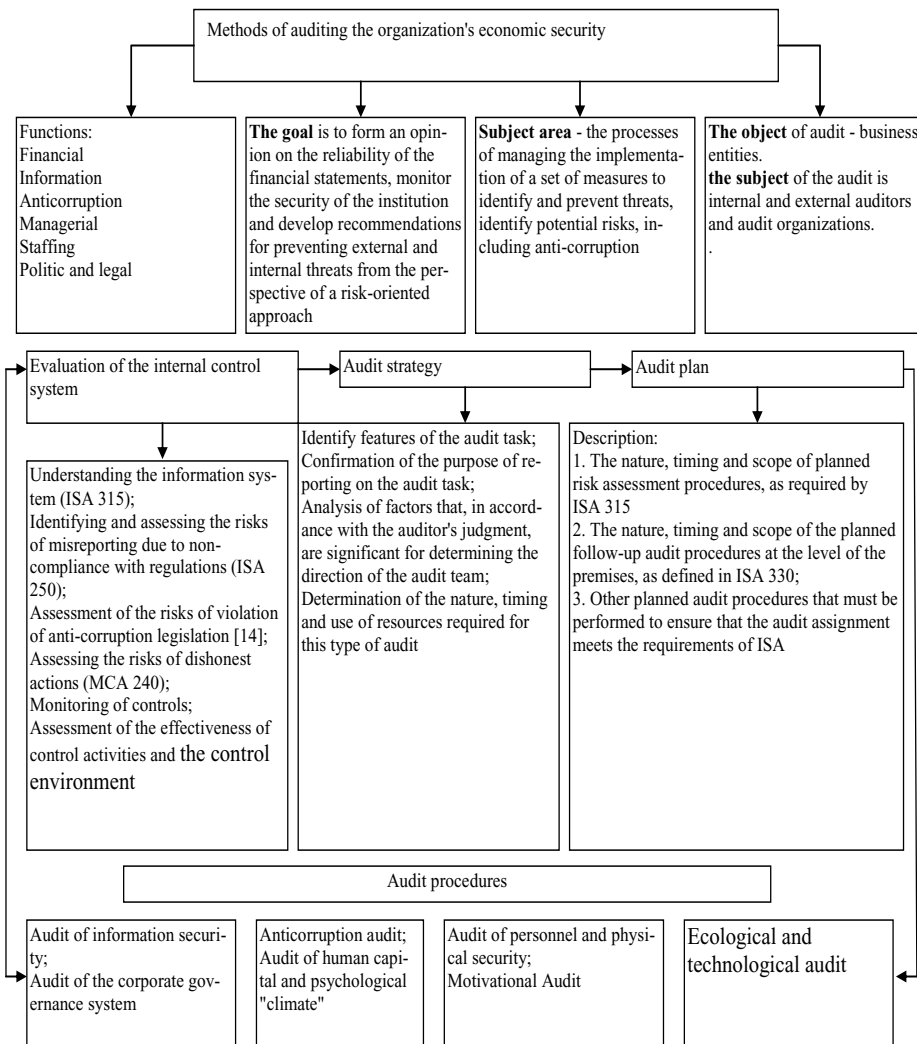 Methods of auditing the organization's economic security
Functions:
Financial
Information
Anticorruption
Managerial
Staffing
Politic and legal
The goal is to form an opin-
ion on the reliability of the
financial statements, monitor
the security of the institution
and develop recommendations
for preventing external and
internal threats from the per-
spective of a risk-oriented
approach
Subject area - the processes
of managing the implementa-
tion of a set of measures to
identify and prevent threats,
identify potential risks, in-
cluding anti-corruption
The object of audit - business
entities.
the subject of the audit is
internal and external auditors
and audit organizations.
.
Evaluation of the internal control
system
Audit strategy
Audit plan
Understanding the information sys-
tem (ISA 315);
Identifying and assessing the risks
of misreporting due to non-
compliance with regulations (ISA
250);
Assessment of the risks of violation
of anti-corruption legislation [14];
Assessing the risks of dishonest
actions (MCA 240);
Monitoring of controls;
Assessment of the effectiveness of
control activities and the control
environment
Identify features of the audit task;
Confirmation of the purpose of re-
porting on the audit task;
Analysis of factors that, in accord-
ance with the auditor's judgment,
are significant for determining the
direction of the audit team;
Determination of the nature, timing
and use of resources required for
this type of audit
Description:
1. The nature, timing and scope of planned
risk assessment procedures, as required by
ISA 315
2. The nature, timing and scope of the planned
follow-up audit procedures at the level of the
premises, as defined in ISA 330;
3. Other planned audit procedures that must be
performed to ensure that the audit assignment
meets the requirements of ISA
Audit procedures
Audit of information securi-
ty;
Audit of the corporate gov-
ernance system
Anticorruption audit;
Audit of human capi-
tal and psychological
"climate"
Audit of personnel and physi-
cal security;
Motivational Audit
Ecological and
technological audit